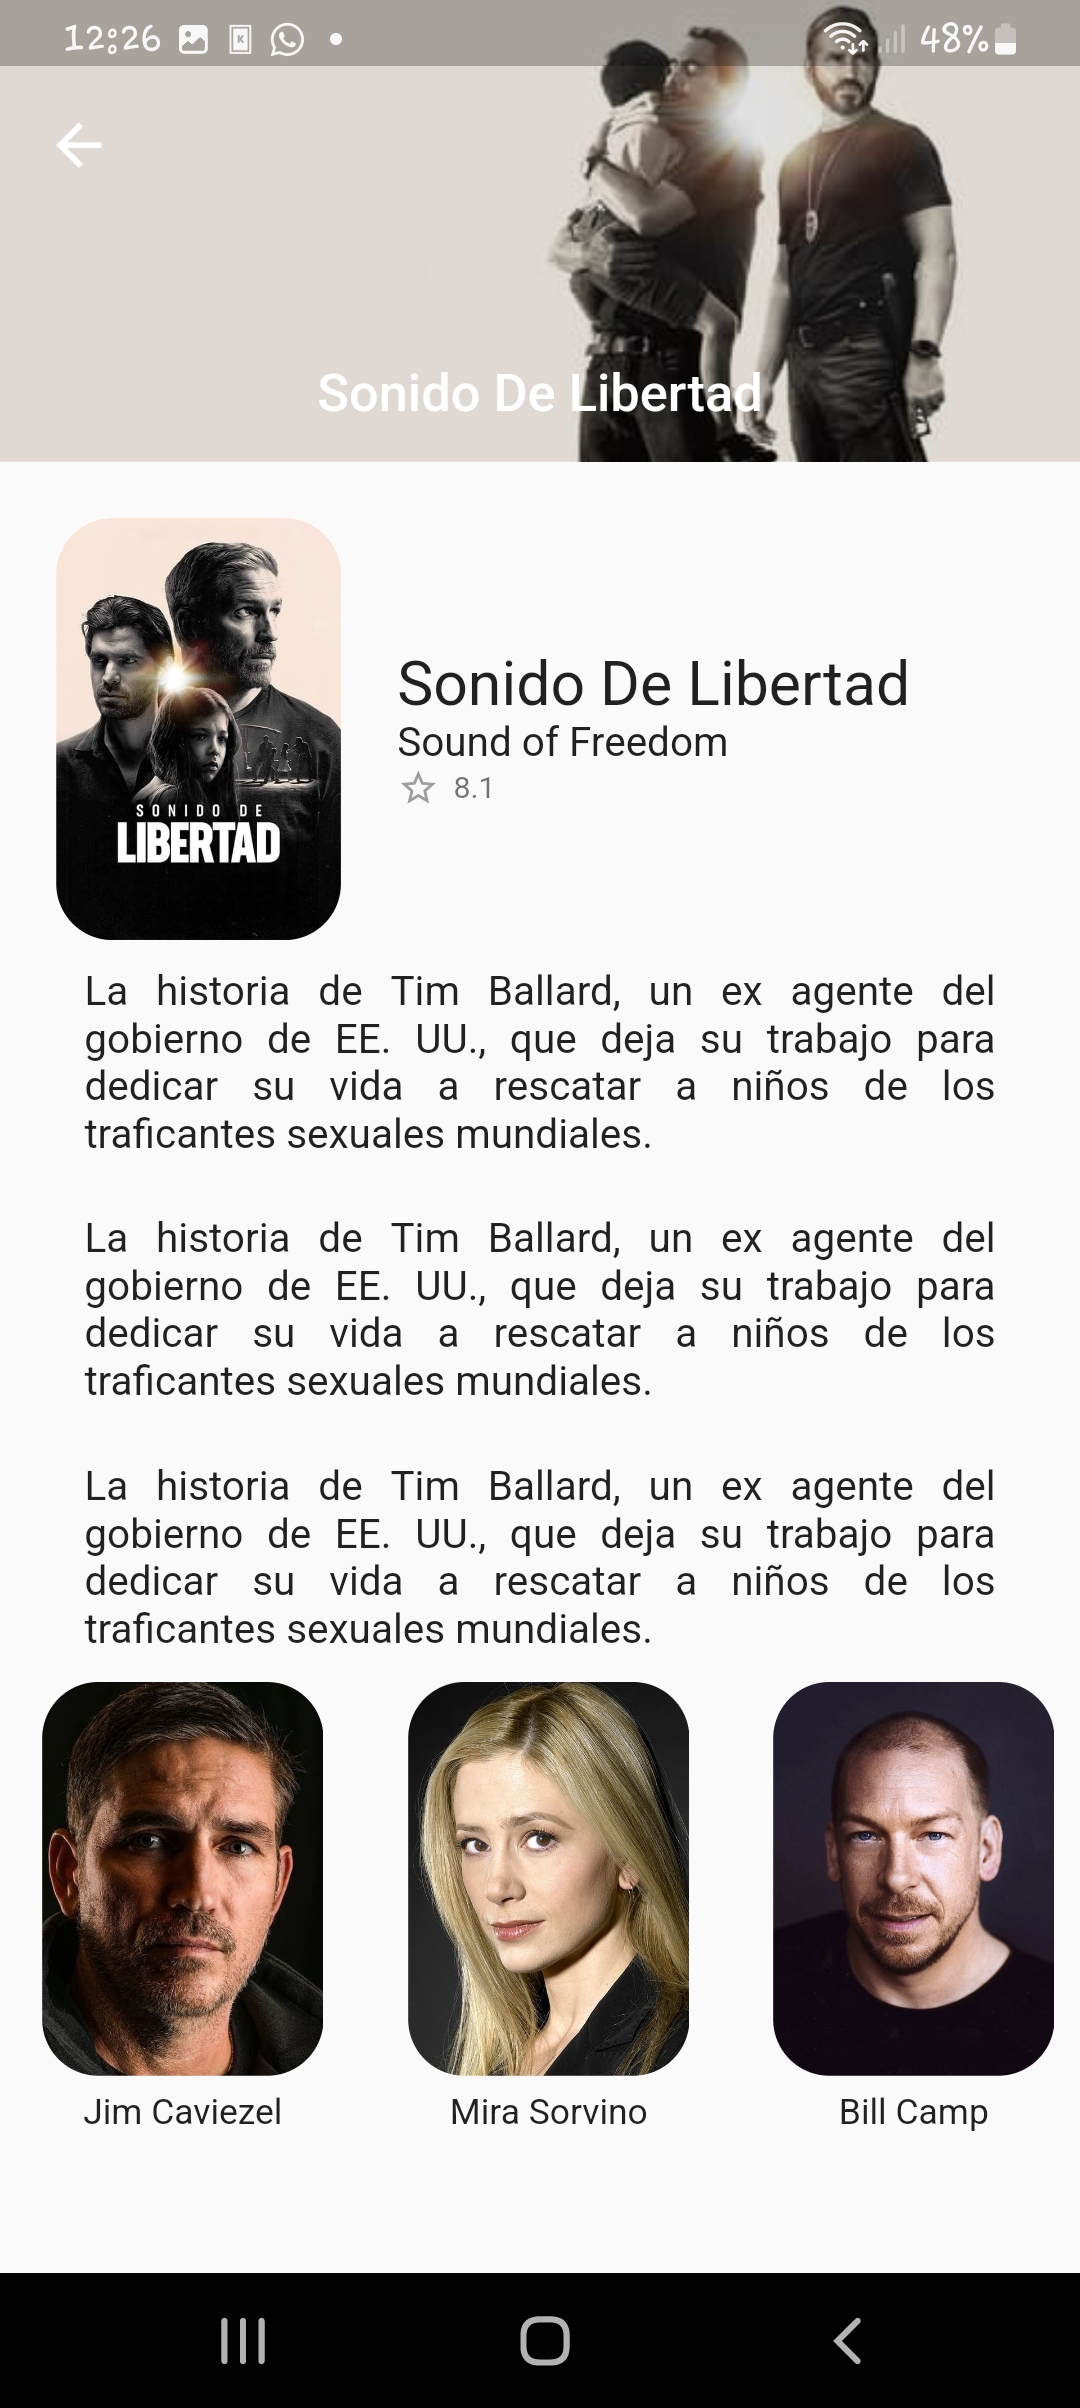 12:26
K
48%
Sonido De Libertad
Sonido De Libertad
Sound of Freedom
8.1
SONIDO DE
LIBERTAD
La historia de Tim Ballard, un ex agente del
gobierno de EE. UU., que deja su trabajo para
dedicar su vida a rescatar a niños de los
traficantes sexuales mundiales.
La historia de Tim Ballard, un ex agente del
gobierno de EE. UU., que deja su trabajo para
dedicar su vida a rescatar a niños de los
traficantes sexuales mundiales.
La historia de Tim Ballard, un ex agente del
gobierno de EE. UU., que deja su trabajo para
dedicar su vida a rescatar a niños de los
traficantes sexuales mundiales.
Jim Caviezel
Mira Sorvino
Bill Camp